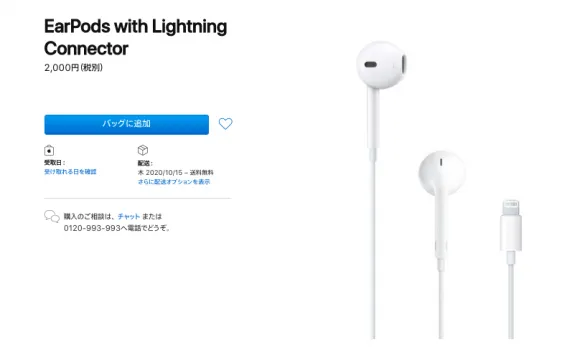 EarPods with Lightning
Connector
2,000円(税別)
バッグに追加
受取日:
受け取れる日を確認
配送:
木 2020/10/15 – 送料無料
さらに配送オプションを表示
購入のご相談は、チャット または
0120-993-993へ電話でどうぞ。